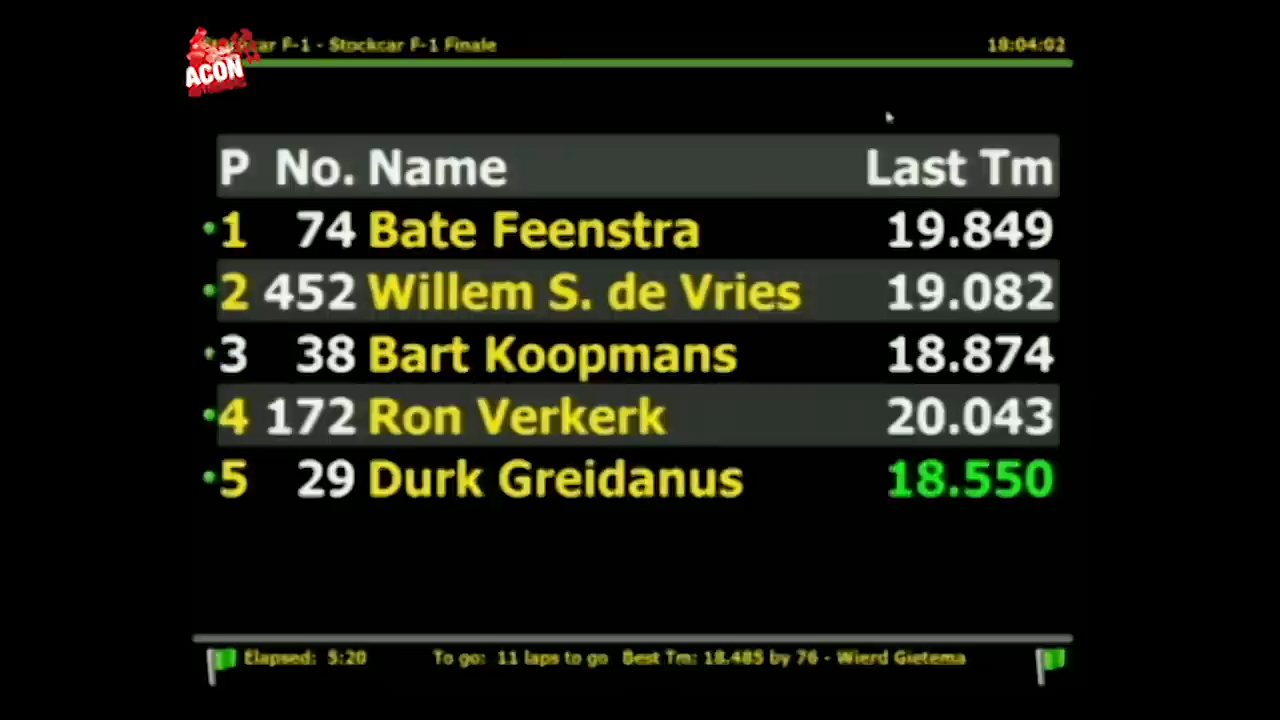 Stockcar F-1 - Stockcar F-1 Finale 18:04:02
ACON
P No. Name Last Tm
1 74 Bate Feenstra 19.849
2 452 Willem S. de Vries 19.082
3 38 Bart Koopmans 18.874
4 172 Ron Verkerk 20.043
5 29 Durk Greidanus 18.550
Elapsed: 5:20 To go: 11 laps to go Best Tm: 18.485 by 76 - Wierd Gietema